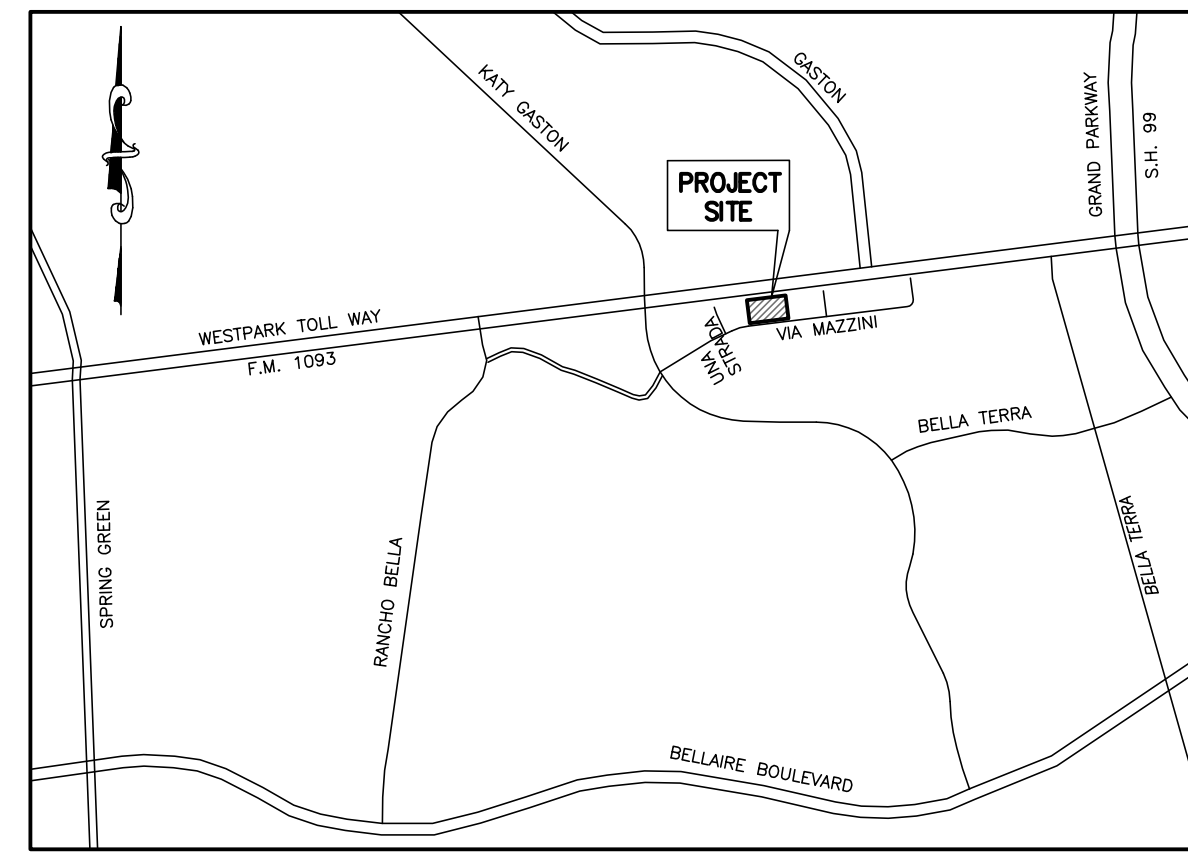 KATY GASTON
GASTON
GRAND PARKWAY
S.H. 99
PROJECT
SITE
WESTPARK TOLL WAY
F.M. 1093
UNA
STRADA
VIA MAZZINI
BELLA TERRA
SPRING GREEN
RANCHO BELLA
BELLA TERRA
BELLAIRE BOULEVARD